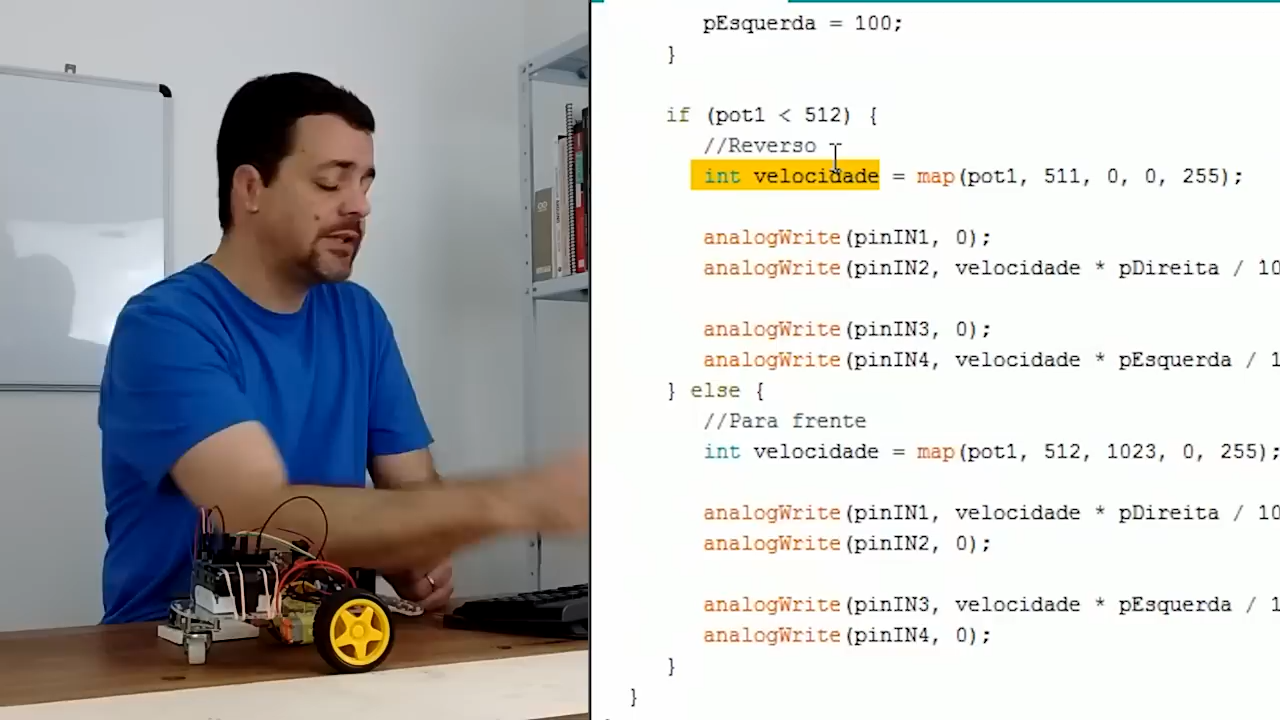 pEsquerda = 100;
}
if (pot1 < 512) {
//Reverso
int velocidade = map(pot1, 511, 0, 0, 255);
analogWrite(pinIN1, 0);
analogWrite(pinIN2, velocidade * pDireita / 10
analogWrite(pinIN3, 0);
analogWrite(pinIN4, velocidade * pEsquerda / 1
} else {
//Para frente
int velocidade = map(pot1, 512, 1023, 0, 255);
analogWrite(pinIN1, velocidade * pDireita / 10
analogWrite(pinIN2, 0);
analogWrite(pinIN3, velocidade * pEsquerda / 1
analogWrite(pinIN4, 0);
}
}